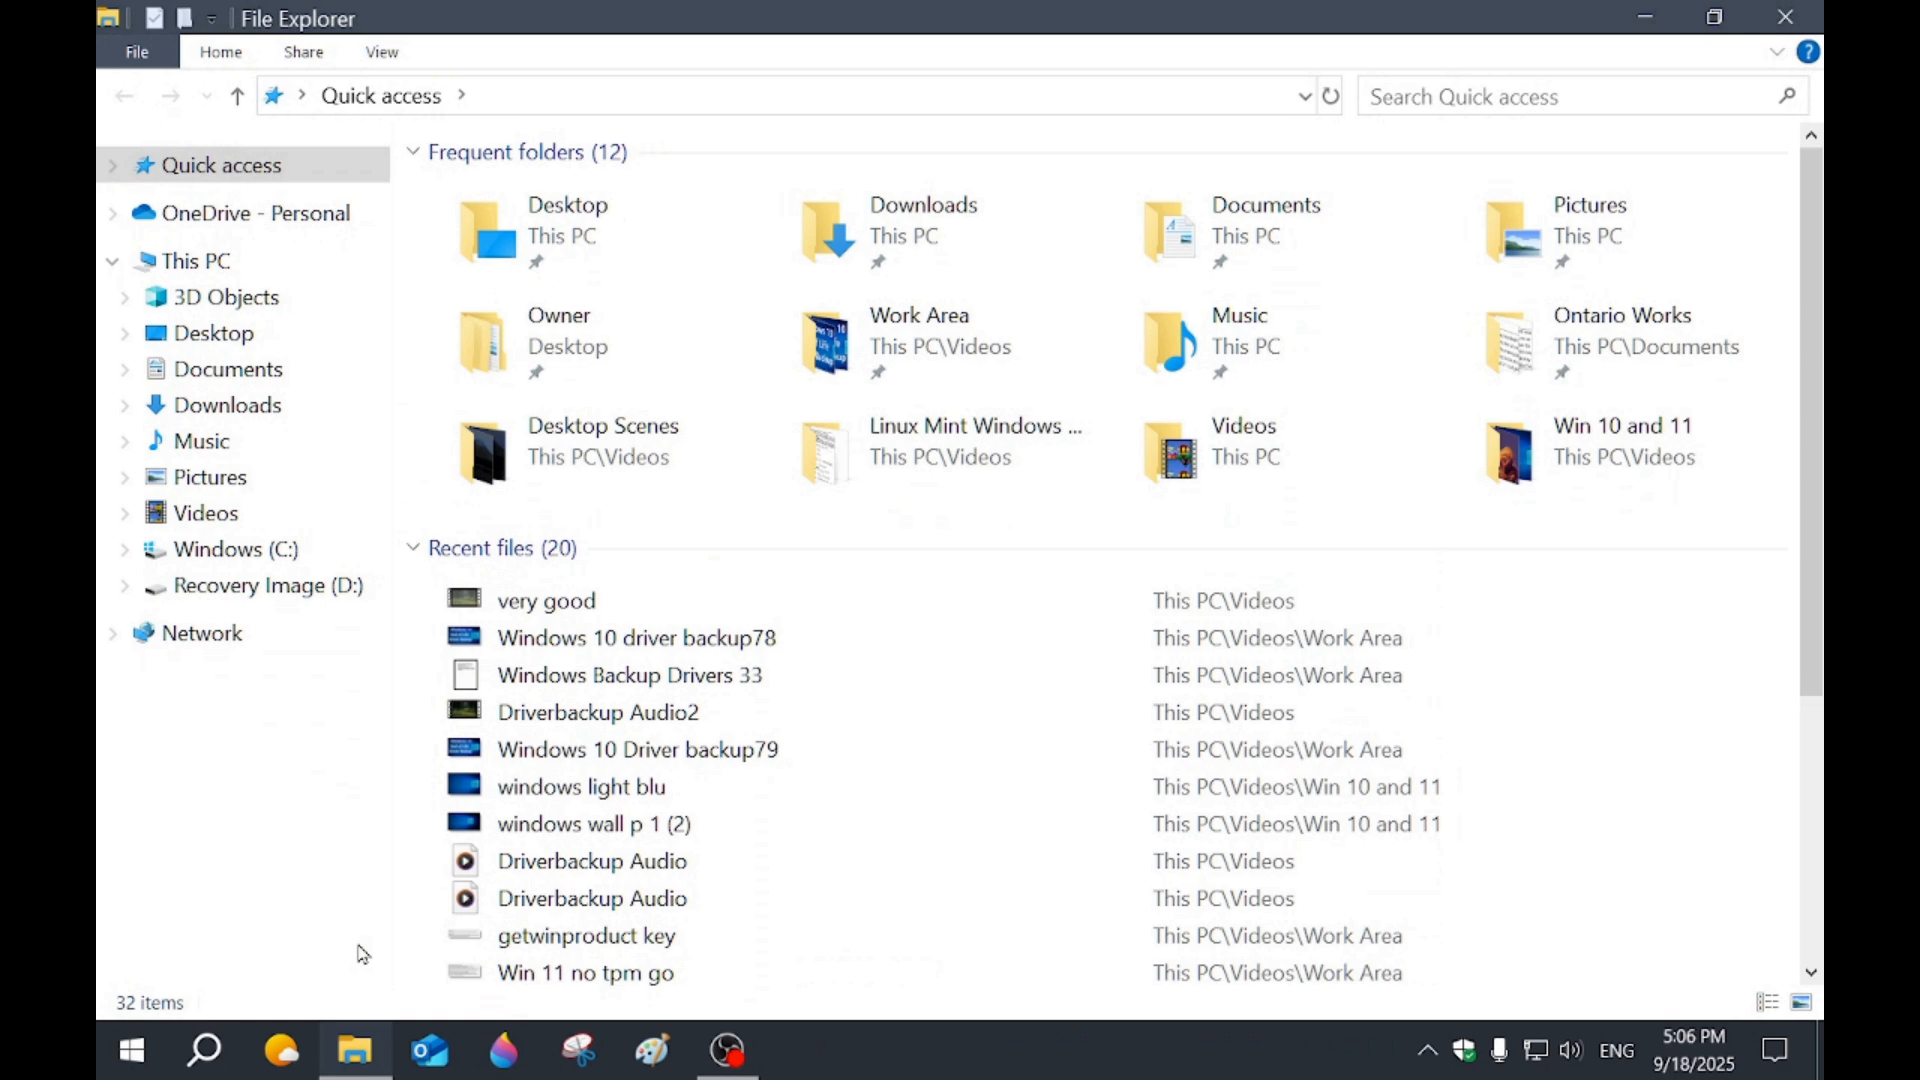 File Explorer
File Home Share View
Quick access
Search Quick access
Quick access
OneDrive - Personal
This PC
3D Objects
Desktop
Documents
Downloads
Music
Pictures
Videos
Windows (C:)
Recovery Image (D:)
Network
Frequent folders (12)
Desktop
This PC
Downloads
This PC
Documents
This PC
Pictures
This PC
Owner
Desktop
Work Area
This PC\Videos
Music
This PC
Ontario Works
This PC\Documents
Desktop Scenes
This PC\Videos
Linux Mint Windows ...
This PC\Videos
Videos
This PC
Win 10 and 11
This PC\Videos
Recent files (20)
very good This PC\Videos
Windows 10 driver backup78 This PC\Videos\Work Area
Windows Backup Drivers 33 This PC\Videos\Work Area
Driverbackup Audio2 This PC\Videos
Windows 10 Driver backup79 This PC\Videos\Work Area
windows light blu This PC\Videos\Win 10 and 11
windows wall p 1 (2) This PC\Videos\Win 10 and 11
Driverbackup Audio This PC\Videos
Driverbackup Audio This PC\Videos
getwinproduct key This PC\Videos\Work Area
Win 11 no tpm go This PC\Videos\Work Area
32 items
ENG
5:06 PM
9/18/2025